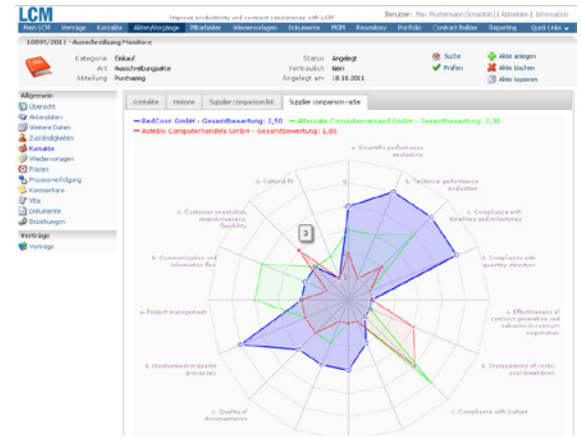 LCM
Improve productivity and contract consistency with LCM
Benutzer: Max Mustermann (lcmadmin) | Abmelden | Information
Mein LCM Verträge Kontakte Akten/Vorgänge Mitarbeiter Wiedervorlagen Dokumente Repository Portfolio Contract Builder Reporting Quick Links
10095/2011 - Ausschreibung Monitore
Kategorie Einkauf Status Angelegt Suche Akte anlegen
Art Ausschreibungsakte Vertraulich Nein Prüfen Akte löschen
Abteilung Purchasing Angelegt am 18.10.2011 Akte kopieren
Allgemein
Übersicht
Aktendaten
Weitere Daten
Zuständigkeiten
Kontakte
Wiedervorlagen
Fristen
Prozessverfolgung
Kommentare
Vita
Dokumente
Beziehungen
Verträge
Verträge
Kontakte Historie Supplier comparison list Supplier comparison radar
RedCoon GmbH - Gesamtbewertung: 2,50 Alternate Computerversand GmbH - Gesamtbewertung: 2,30
Actebis Computerhandels GmbH - Gesamtbewertung: 1,85
a. Scientific performance evaluation
b. Technical performance evaluation
c. Compliance with timelines and milestones
d. Compliance with quantity structure
a. Effectiveness of contract generation and behavior in contract negotiation
b. Transparency of costs, cost breakdown
c. Compliance with budget
c. Quality of documentation
b. Involvement in quality processes
a. Project management
b. Communication and information flow
c. Customer orientation, responsiveness, flexibility
d. Cultural fit
5
4
3